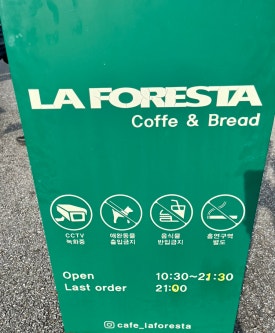 LA FORESTA
Coffe & Bread
CCTV 애완동물 음식물 흡연구역
녹화중 출입금지 반입금지 별도
Open 10:30~21:30
Last order 21:00
cafe_laforesta